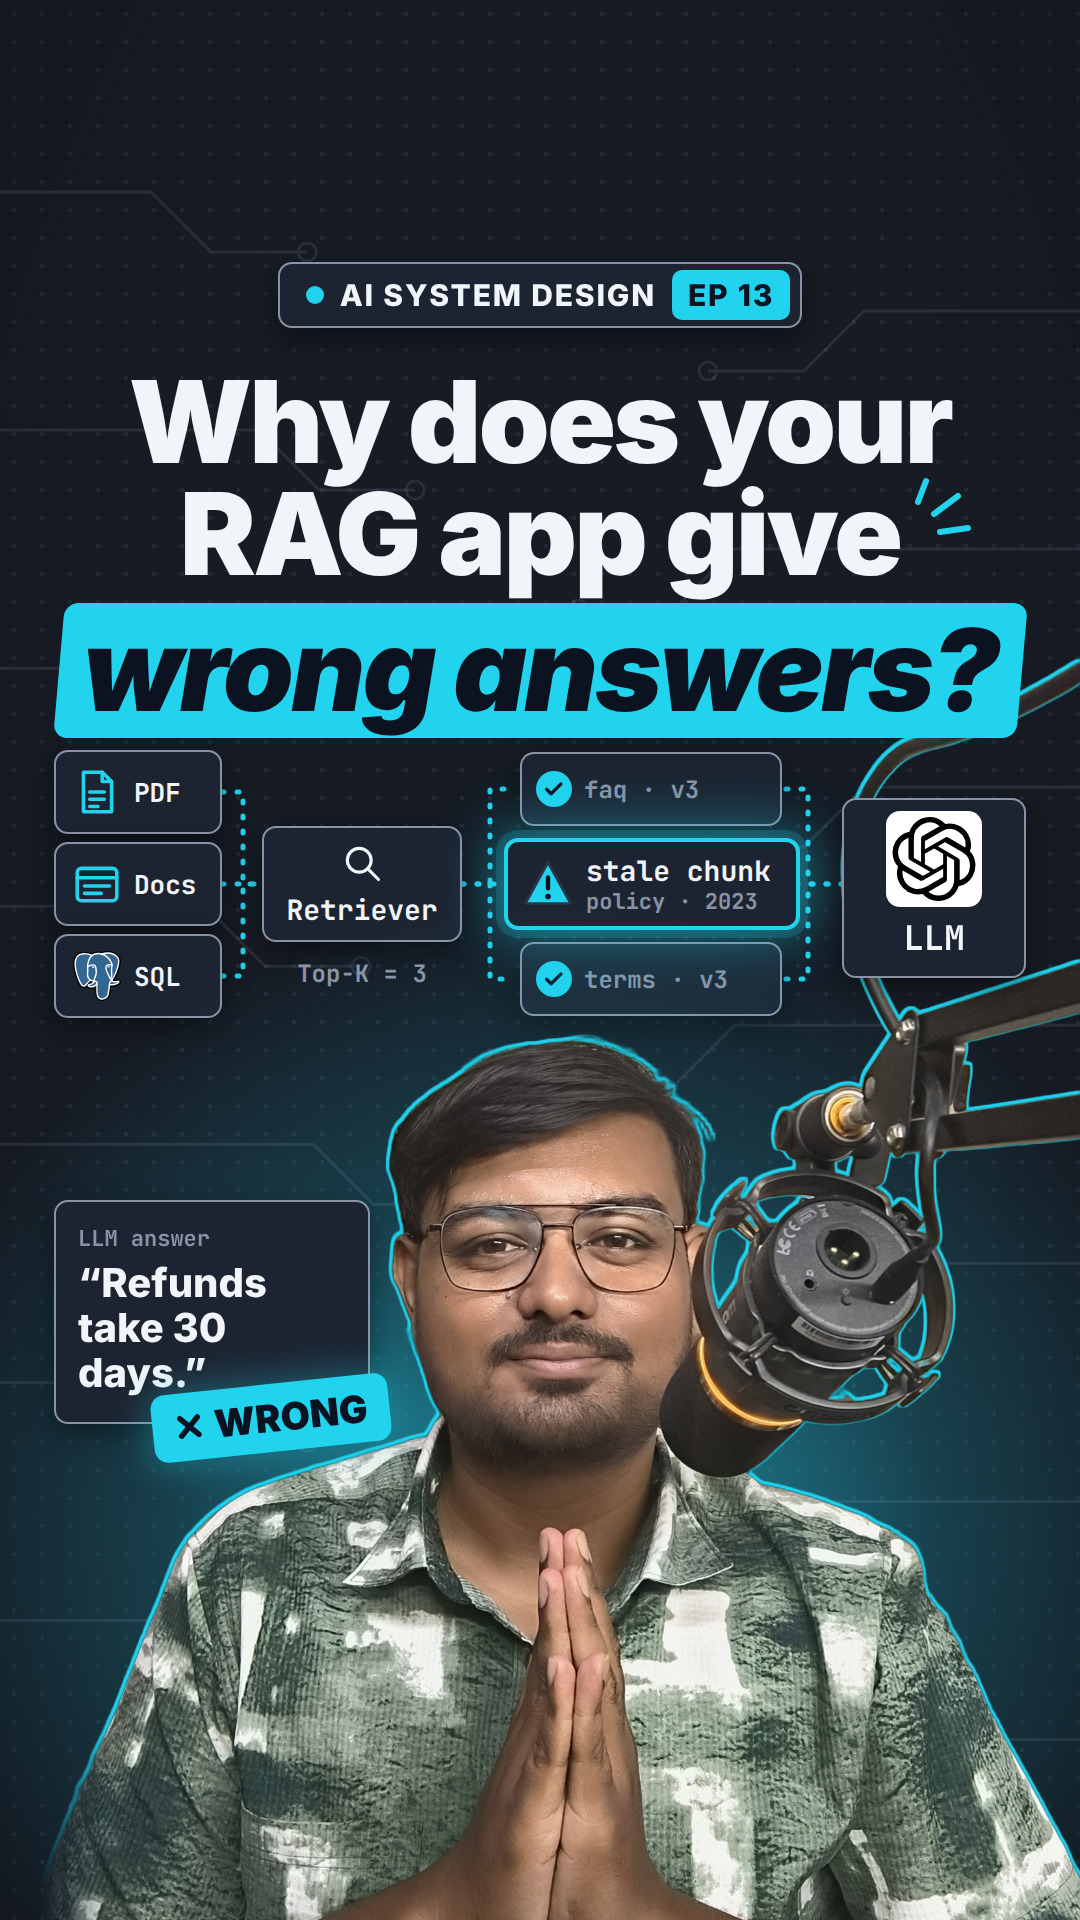 AI SYSTEM DESIGN EP 13
Why does your
RAG app give
wrong answers?
PDF
Docs
SQL
Retriever
Top-K = 3
faq · v3
stale chunk
policy · 2023
terms · v3
LLM
LLM answer
“Refunds
take 30
days.”
× WRONG